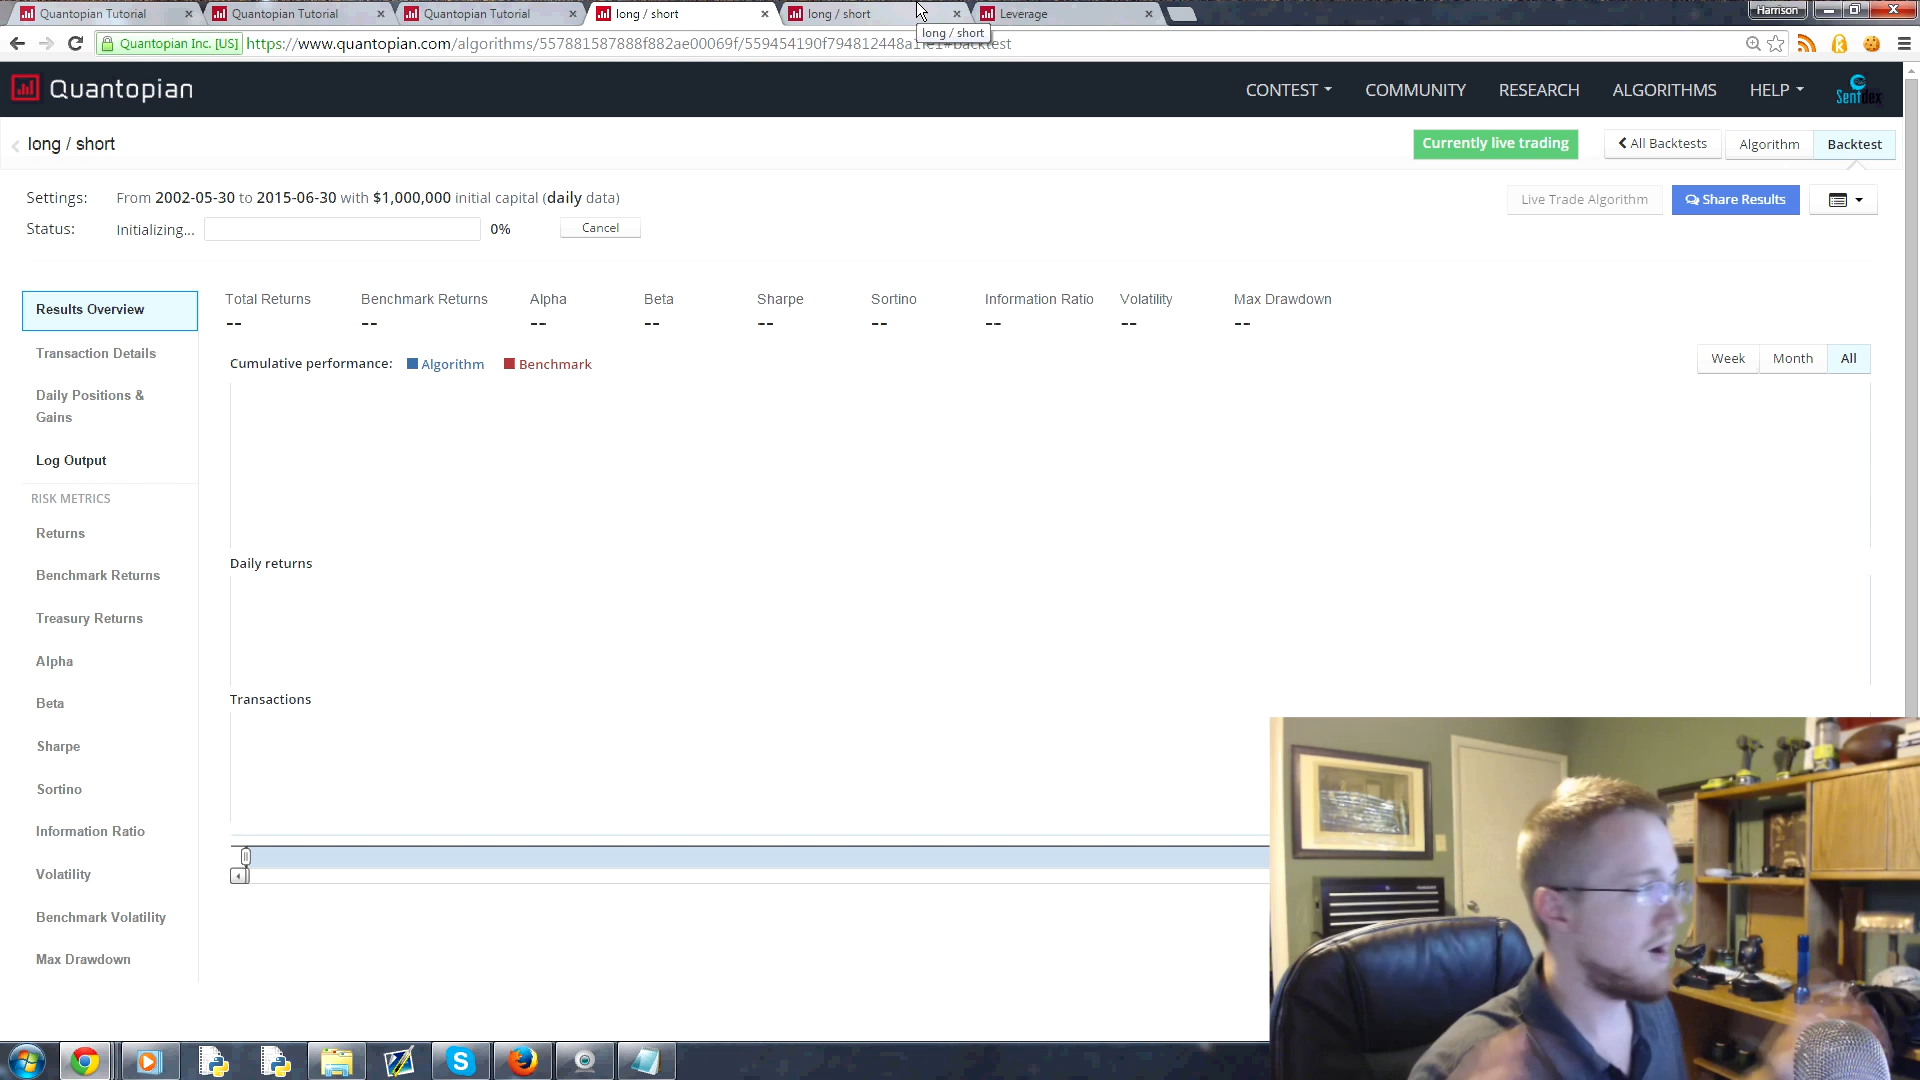 Quantopian Tutorial
Quantopian Tutorial
Quantopian Tutorial
long / short
long / short
Leverage
Harrison
long / short
Quantopian Inc. [US]
https://www.quantopian.com/algorithms/557881587888f882ae00069f/559454190f794812448a1fe1#backtest
Quantopian
CONTEST
COMMUNITY
RESEARCH
ALGORITHMS
HELP
Sentdex
long / short
Currently live trading
All Backtests
Algorithm
Backtest
Settings: From 2002-05-30 to 2015-06-30 with $1,000,000 initial capital (daily data)
Live Trade Algorithm
Share Results
Status: Initializing... 0% Cancel
Results Overview
Transaction Details
Daily Positions &
Gains
Log Output
RISK METRICS
Returns
Benchmark Returns
Treasury Returns
Alpha
Beta
Sharpe
Sortino
Information Ratio
Volatility
Benchmark Volatility
Max Drawdown
Total Returns
--
Benchmark Returns
--
Alpha
--
Beta
--
Sharpe
--
Sortino
--
Information Ratio
--
Volatility
--
Max Drawdown
--
Cumulative performance: Algorithm Benchmark
Week Month All
Daily returns
Transactions